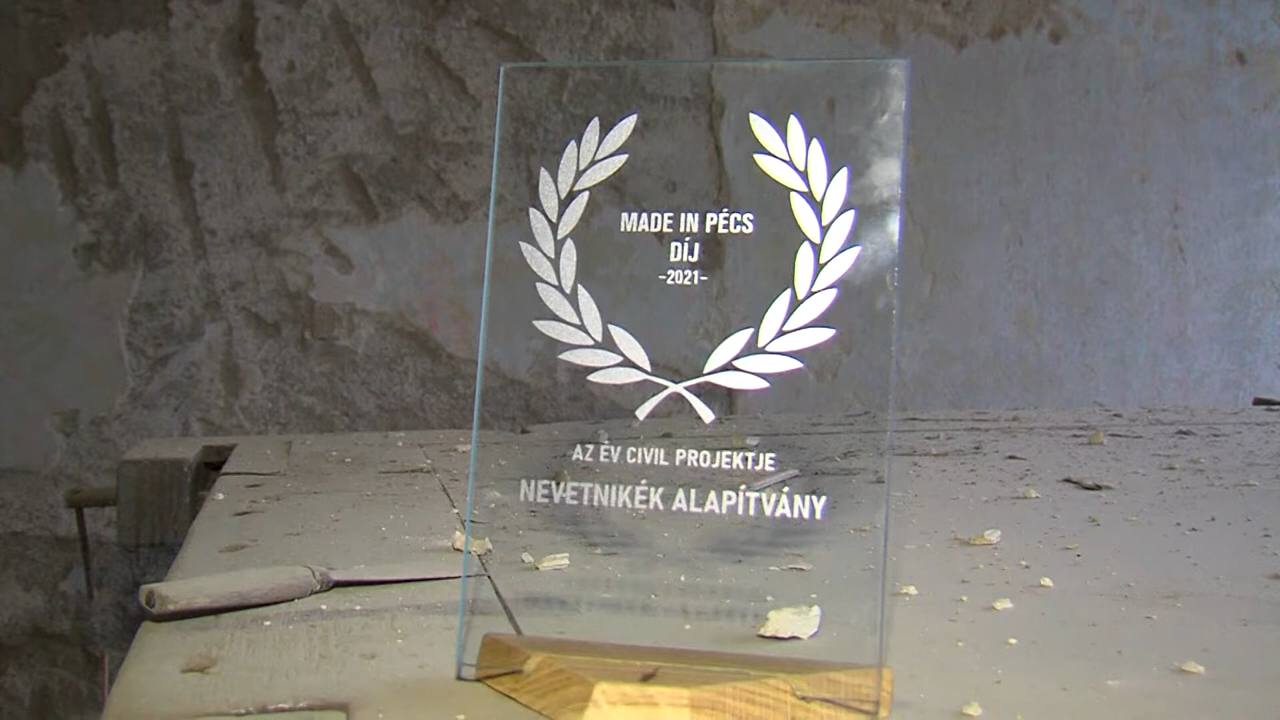 MADE IN PÉCS
DÍJ
-2021-
AZ ÉV CIVIL PROJEKTJE
NEVETNIKÉK ALAPÍTVÁNY